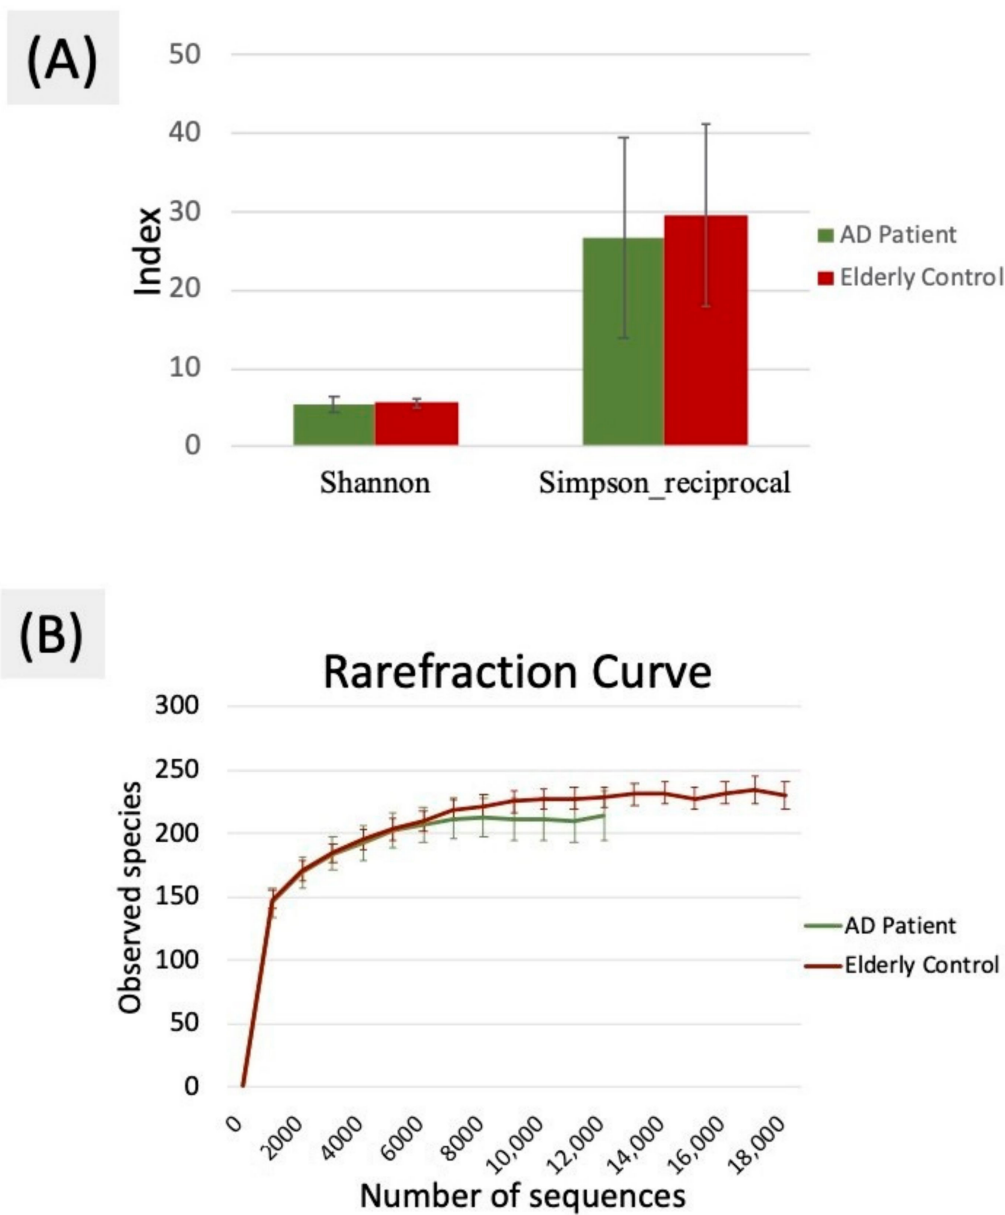 (A)
50
40
30
20
10
0
Index
Shannon
Simpson_reciprocal
AD Patient
Elderly Control
(B)
Rarefraction Curve
300
250
200
150
100
50
0
Observed species
0
2000
4000
6000
8000
10,000
12,000
14,000
16,000
18,000
Number of sequences
AD Patient
Elderly Control